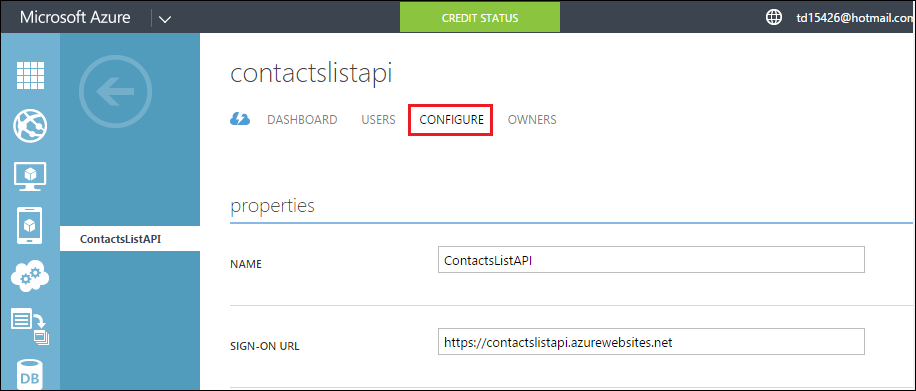 Microsoft Azure CREDIT STATUS td15426@hotmail.com
contactslistapi
DASHBOARD USERS CONFIGURE OWNERS
properties
ContactsListAPI
NAME ContactsListAPI
SIGN-ON URL https://contactslistapi.azurewebsites.net
DB